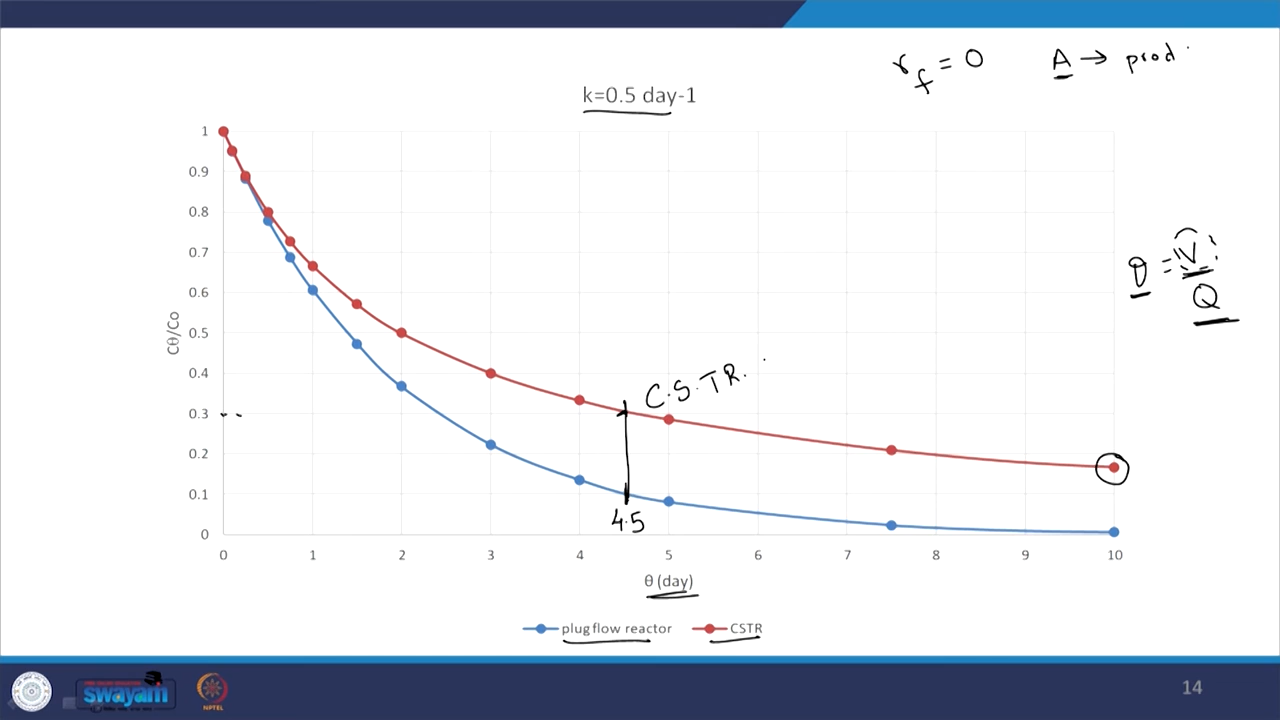 r_f = 0 A → prod.
k=0.5 day-1
1
0.9
0.8
0.7
0.6
0.5
0.4
0.3
0.2
0.1
0
Cθ/Co
θ = V
Q
C.S.TR.
4.5
0 1 2 3 4 5 6 7 8 9 10
θ (day)
plug flow reactor CSTR
swayam
NPTEL
14